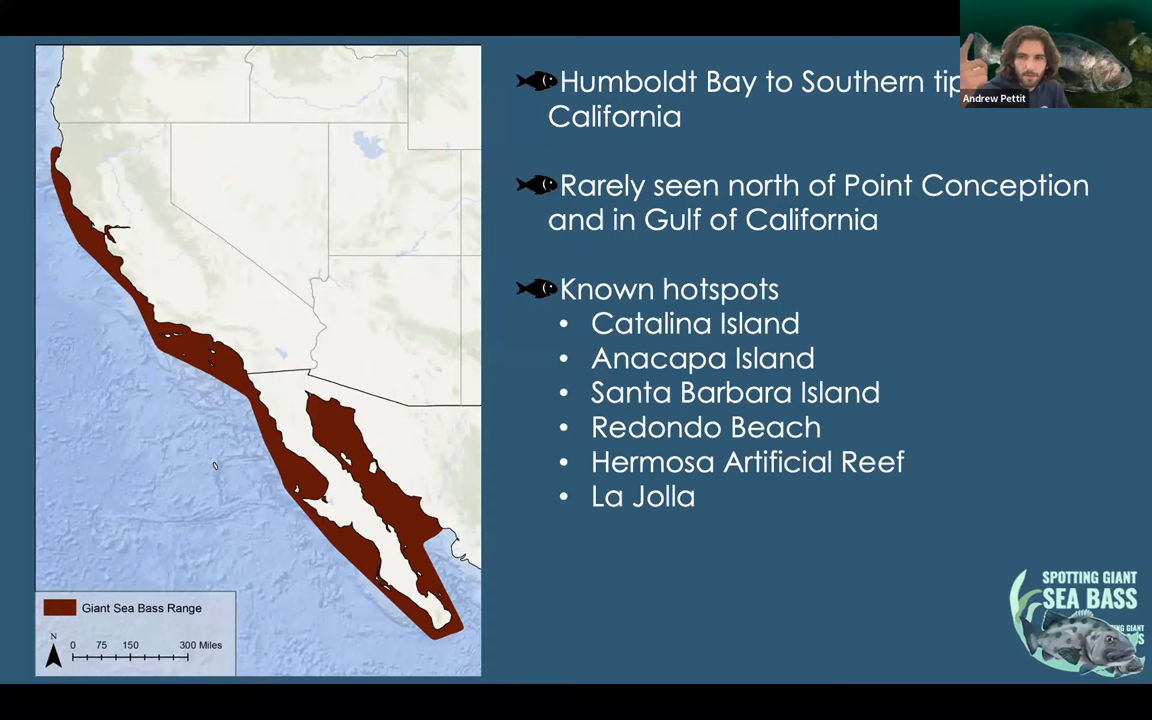 Humboldt Bay to Southern tip
California
Andrew Pettit
Rarely seen north of Point Conception
and in Gulf of California
Known hotspots
• Catalina Island
• Anacapa Island
• Santa Barbara Island
• Redondo Beach
• Hermosa Artificial Reef
• La Jolla
Giant Sea Bass Range
N
0 75 150 300 Miles
SPOTTING GIANT
SEA BASS